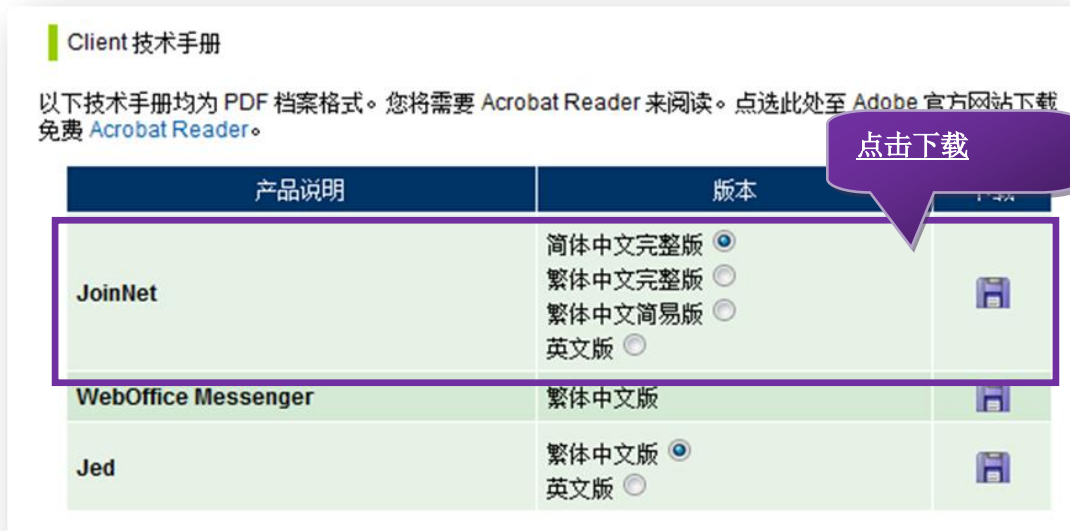 Client 技术手册
以下技术手册均为 PDF 档案格式。您将需要 Acrobat Reader 来阅读。点选此处至 Adobe 官方网站下载
免费 Acrobat Reader。
点击下载
产品说明 版本
JoinNet
简体中文完整版
繁体中文完整版
繁体中文简易版
英文版
WebOffice Messenger 繁体中文版
Jed
繁体中文版
英文版